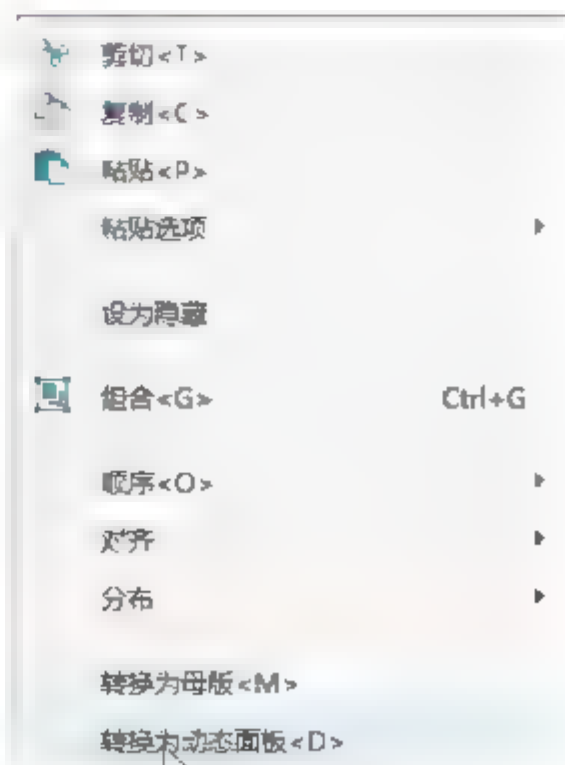 剪切<T>
复制<C>
粘贴<P>
粘贴选项
设为隐藏
组合<G> Ctrl+G
顺序<O>
对齐
分布
转换为母版<M>
转换为动态面板<D>